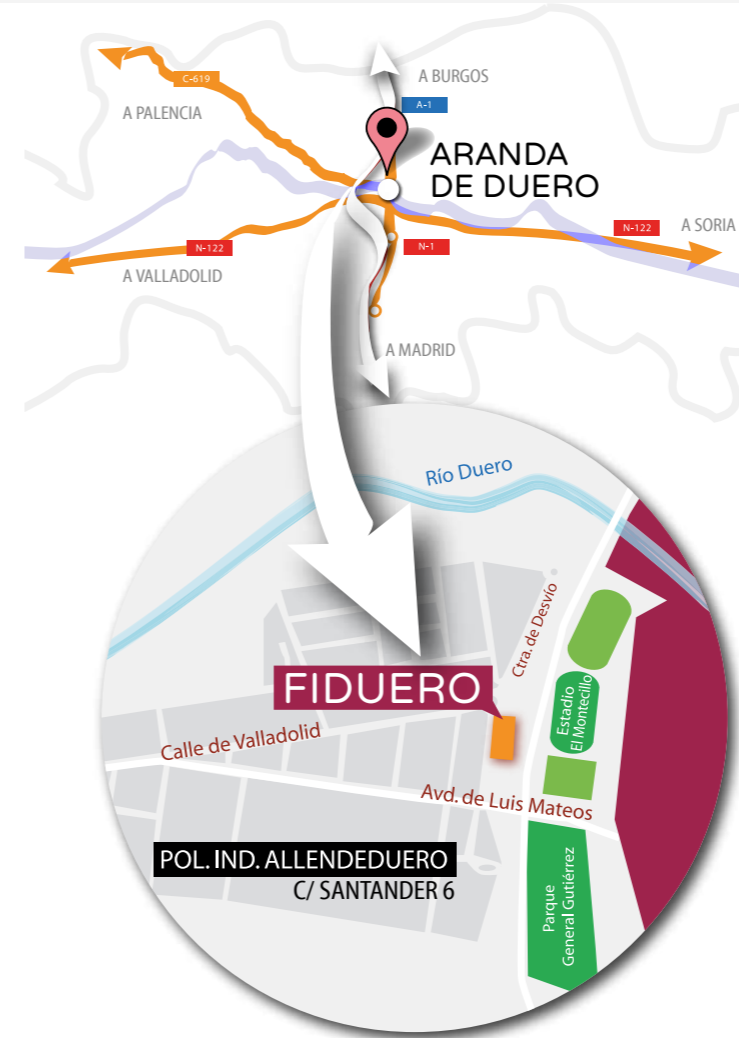 A BURGOS
C-619
A-1
A PALENCIA
ARANDA
DE DUERO
N-122
A SORIA
N-122
N-1
A VALLADOLID
A MADRID
Río Duero
Ctra. de Desvío
FIDUERO
Estadio
El Montecillo
Calle de Valladolid
Avd. de Luis Mateos
POL. IND. ALLENDEDUERO
C/ SANTANDER 6
Parque
General Gutiérrez